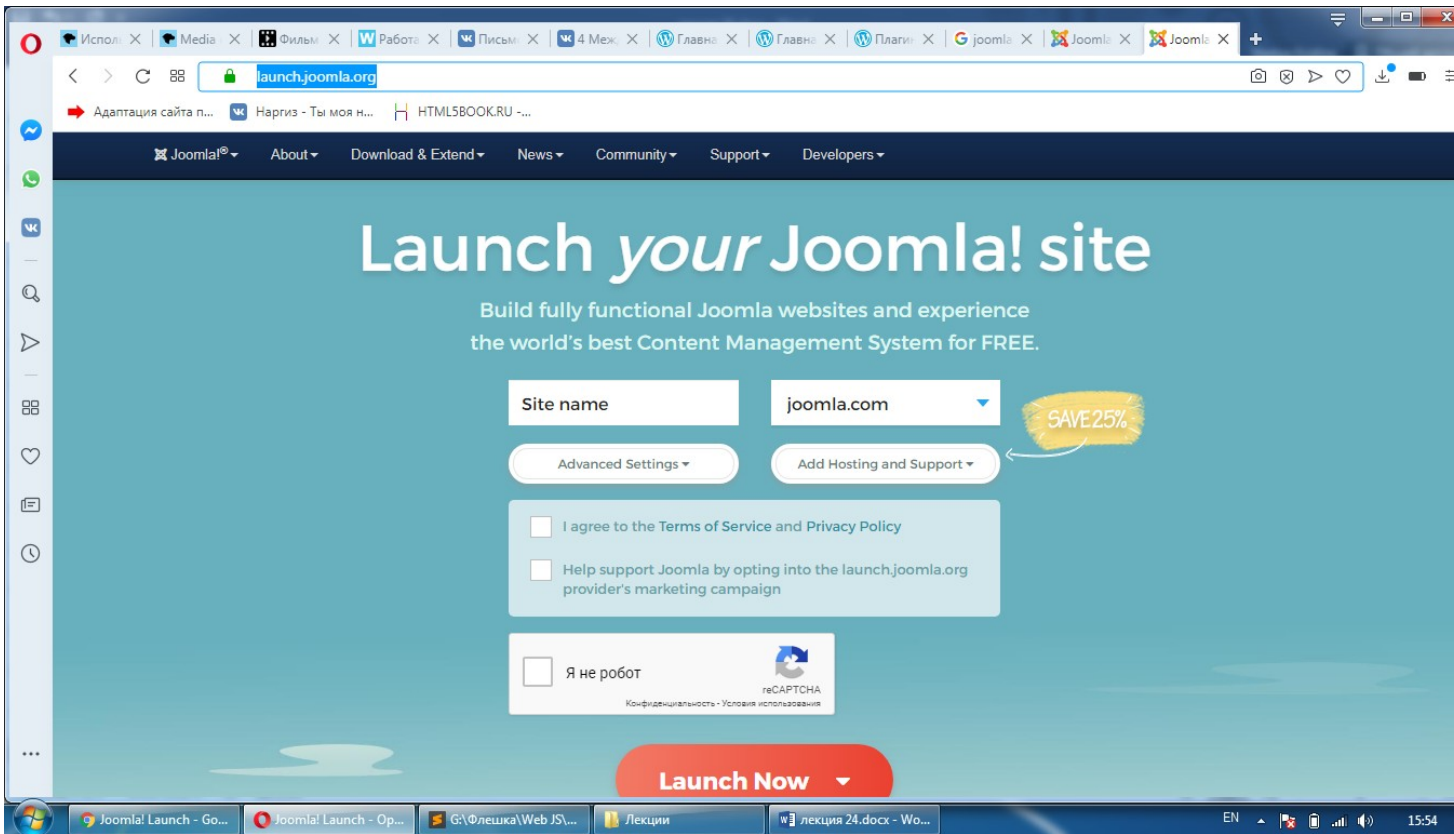 Испол
Media
Фильм
Работа
Письм
4 Меж
Главна
Главна
Плагин
joomla
Joomla
Joomla
launch.joomla.org
Адаптация сайта п...
Наргиз - Ты моя н...
HTML5BOOK.RU -...
Joomla!®
About
Download & Extend
News
Community
Support
Developers
Launch your Joomla! site
Build fully functional Joomla websites and experience
the world's best Content Management System for FREE.
Site name
joomla.com
SAVE 25%
Advanced Settings
Add Hosting and Support
I agree to the Terms of Service and Privacy Policy
Help support Joomla by opting into the launch.joomla.org
provider's marketing campaign
Я не робот
reCAPTCHA
Конфиденциальность - Условия использования
Launch Now
Joomla! Launch - Go...
Joomla! Launch - Op...
G:\Флешка\Web JS\...
Лекции
лекция 24.docx - Wo...
EN
15:54